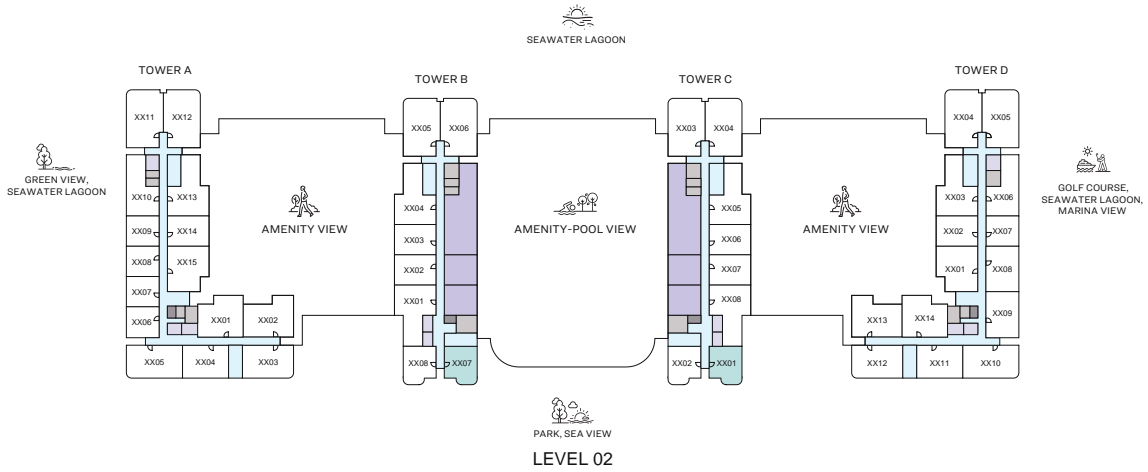 SEAWATER LAGOON
TOWER A
TOWER B
TOWER C
TOWER D
XX11
XX12
XX05
XX06
XX03
XX04
XX04
XX05
GREEN VIEW,
SEAWATER LAGOON
GOLF COURSE,
SEAWATER LAGOON,
MARINA VIEW
XX10
XX13
XX04
XX05
XX03
XX06
AMENITY VIEW
AMENITY-POOL VIEW
AMENITY VIEW
XX09
XX14
XX03
XX06
XX02
XX07
XX08
XX15
XX02
XX07
XX01
XX08
XX07
XX01
XX08
XX06
XX01
XX02
XX13
XX14
XX09
XX05
XX04
XX03
XX08
XX07
XX02
XX01
XX12
XX11
XX10
PARK, SEA VIEW
LEVEL 02